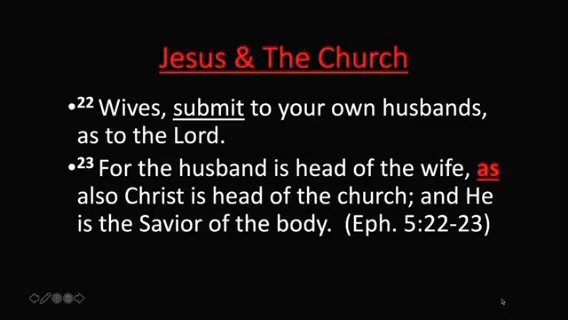 Jesus & The Church
•22 Wives, submit to your own husbands,
as to the Lord.
•23 For the husband is head of the wife, as
also Christ is head of the church; and He
is the Savior of the body.  (Eph. 5:22-23)